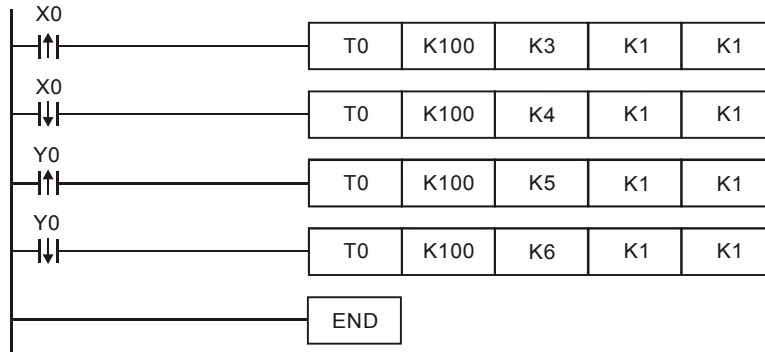 X0
T0 K100 K3 K1 K1
X0
T0 K100 K4 K1 K1
Y0
T0 K100 K5 K1 K1
Y0
T0 K100 K6 K1 K1
END